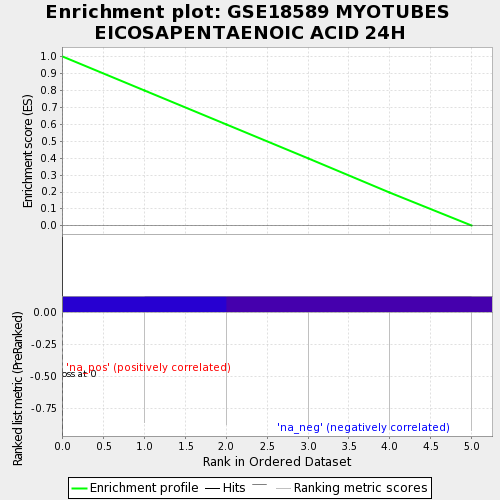 Enrichment plot: GSE18589 MYOTUBES
EICOSAPENTAENOIC ACID 24H
Enrichment score (ES)
1.0
0.9
0.8
0.7
0.6
0.5
0.4
0.3
0.2
0.1
0.0
Ranked list metric (PreRanked)
0.00
-0.25
-0.50
-0.75
'na_pos' (positively correlated)
oss at 0
'na_neg' (negatively correlated)
0.0 0.5 1.0 1.5 2.0 2.5 3.0 3.5 4.0 4.5 5.0
Rank in Ordered Dataset
Enrichment profile Hits Ranking metric scores